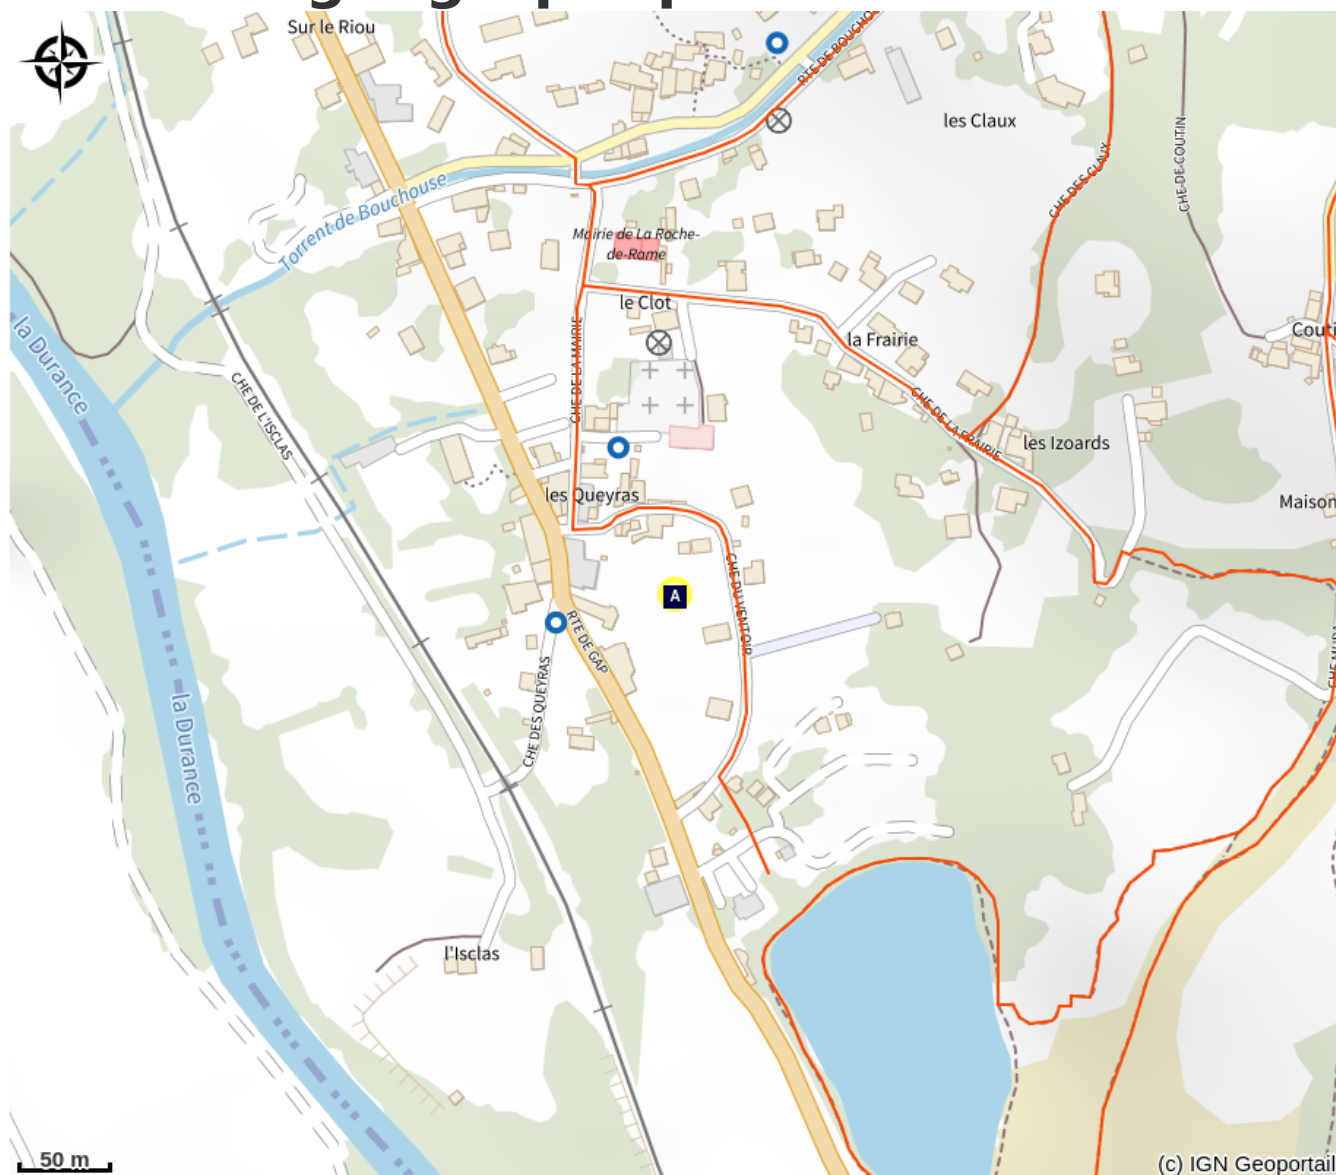 Sur le Riou
RTE DE BOUCHOU
les Claux
CHE DE COUTIN
CHE DES CLAUX
Torrent de Bouchouse
Mairie de La Roche-
de-Rame
le Clot
la Durance
CHE DE L'ISCLAS
CHE DE LA MAIRIE
la Frairie
Couti
CHE DE LA FRAIRIE
les Izoards
les Queyras
Maison
A
CHE DU VENTOIR
RTE DE GAP
CHE DES QUEYRAS
la Durance
l'Isclas
50 m
(c) IGN Geoportail